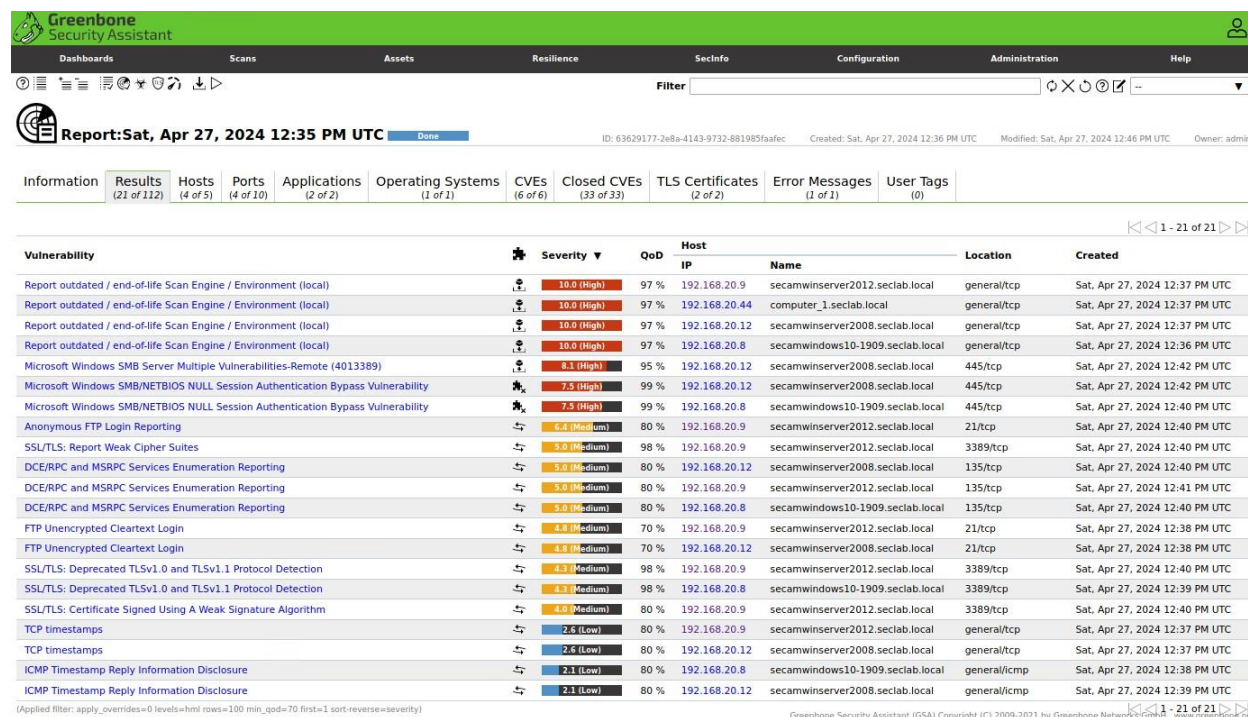 Greenbone
Security Assistant
Dashboards Scans Assets Resilience SecInfo Configuration Administration Help
Filter --
Report:Sat, Apr 27, 2024 12:35 PM UTC Done ID: 63629177-2e8a-4143-9732-881985faafec Created: Sat, Apr 27, 2024 12:36 PM UTC Modified: Sat, Apr 27, 2024 12:46 PM UTC Owner: admin
Information Results Hosts Ports Applications Operating Systems CVEs Closed CVEs TLS Certificates Error Messages User Tags
(21 of 112) (4 of 5) (4 of 10) (2 of 2) (1 of 1) (6 of 6) (33 of 33) (2 of 2) (1 of 1) (0)
1 - 21 of 21
Vulnerability Severity ▼ QoD Host Location Created
IP Name
Report outdated / end-of-life Scan Engine / Environment (local) 10.0 (High) 97 % 192.168.20.9 secamwinserver2012.seclab.local general/tcp Sat, Apr 27, 2024 12:37 PM UTC
Report outdated / end-of-life Scan Engine / Environment (local) 10.0 (High) 97 % 192.168.20.44 computer_1.seclab.local general/tcp Sat, Apr 27, 2024 12:37 PM UTC
Report outdated / end-of-life Scan Engine / Environment (local) 10.0 (High) 97 % 192.168.20.12 secamwinserver2008.seclab.local general/tcp Sat, Apr 27, 2024 12:37 PM UTC
Report outdated / end-of-life Scan Engine / Environment (local) 10.0 (High) 97 % 192.168.20.8 secamwindows10-1909.seclab.local general/tcp Sat, Apr 27, 2024 12:36 PM UTC
Microsoft Windows SMB Server Multiple Vulnerabilities-Remote (4013389) 8.1 (High) 95 % 192.168.20.12 secamwinserver2008.seclab.local 445/tcp Sat, Apr 27, 2024 12:42 PM UTC
Microsoft Windows SMB/NETBIOS NULL Session Authentication Bypass Vulnerability 7.5 (High) 99 % 192.168.20.12 secamwinserver2008.seclab.local 445/tcp Sat, Apr 27, 2024 12:42 PM UTC
Microsoft Windows SMB/NETBIOS NULL Session Authentication Bypass Vulnerability 7.5 (High) 99 % 192.168.20.8 secamwindows10-1909.seclab.local 445/tcp Sat, Apr 27, 2024 12:40 PM UTC
Anonymous FTP Login Reporting 6.4 (Medium) 80 % 192.168.20.9 secamwinserver2012.seclab.local 21/tcp Sat, Apr 27, 2024 12:40 PM UTC
SSL/TLS: Report Weak Cipher Suites 5.0 (Medium) 98 % 192.168.20.9 secamwinserver2012.seclab.local 3389/tcp Sat, Apr 27, 2024 12:40 PM UTC
DCE/RPC and MSRPC Services Enumeration Reporting 5.0 (Medium) 80 % 192.168.20.12 secamwinserver2008.seclab.local 135/tcp Sat, Apr 27, 2024 12:40 PM UTC
DCE/RPC and MSRPC Services Enumeration Reporting 5.0 (Medium) 80 % 192.168.20.9 secamwinserver2012.seclab.local 135/tcp Sat, Apr 27, 2024 12:41 PM UTC
DCE/RPC and MSRPC Services Enumeration Reporting 5.0 (Medium) 80 % 192.168.20.8 secamwindows10-1909.seclab.local 135/tcp Sat, Apr 27, 2024 12:40 PM UTC
FTP Unencrypted Cleartext Login 4.8 (Medium) 70 % 192.168.20.9 secamwinserver2012.seclab.local 21/tcp Sat, Apr 27, 2024 12:38 PM UTC
FTP Unencrypted Cleartext Login 4.8 (Medium) 70 % 192.168.20.12 secamwinserver2008.seclab.local 21/tcp Sat, Apr 27, 2024 12:38 PM UTC
SSL/TLS: Deprecated TLSv1.0 and TLSv1.1 Protocol Detection 4.3 (Medium) 98 % 192.168.20.9 secamwinserver2012.seclab.local 3389/tcp Sat, Apr 27, 2024 12:40 PM UTC
SSL/TLS: Deprecated TLSv1.0 and TLSv1.1 Protocol Detection 4.3 (Medium) 98 % 192.168.20.8 secamwindows10-1909.seclab.local 3389/tcp Sat, Apr 27, 2024 12:39 PM UTC
SSL/TLS: Certificate Signed Using A Weak Signature Algorithm 4.0 (Medium) 80 % 192.168.20.9 secamwinserver2012.seclab.local 3389/tcp Sat, Apr 27, 2024 12:40 PM UTC
TCP timestamps 2.6 (Low) 80 % 192.168.20.9 secamwinserver2012.seclab.local general/tcp Sat, Apr 27, 2024 12:37 PM UTC
TCP timestamps 2.6 (Low) 80 % 192.168.20.12 secamwinserver2008.seclab.local general/tcp Sat, Apr 27, 2024 12:37 PM UTC
ICMP Timestamp Reply Information Disclosure 2.1 (Low) 80 % 192.168.20.8 secamwindows10-1909.seclab.local general/icmp Sat, Apr 27, 2024 12:38 PM UTC
ICMP Timestamp Reply Information Disclosure 2.1 (Low) 80 % 192.168.20.12 secamwinserver2008.seclab.local general/icmp Sat, Apr 27, 2024 12:39 PM UTC
(Applied filter: apply_overrides=0 levels=hml rows=100 min_qod=70 first=1 sort-reverse=severity) 1 - 21 of 21
Greenbone Security Assistant (GSA) Copyright (C) 2009-2021 by Greenbone Networks